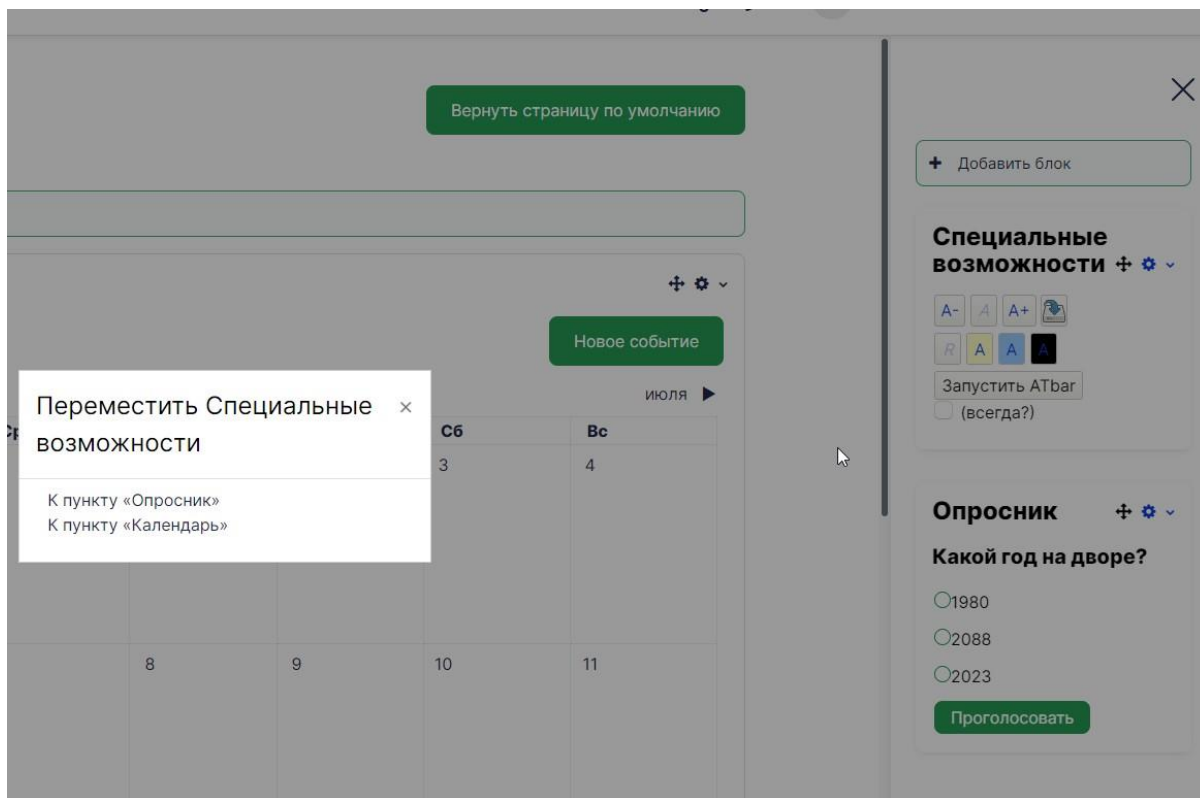 Вернуть страницу по умолчанию
Добавить блок
Специальные
возможности
A- A A+
R A A A
Запустить ATbar
(всегда?)
Новое событие
июля
Переместить Специальные
возможности
К пункту «Опросник»
К пункту «Календарь»
Ср Сб Вс
3 4
8 9 10 11
Опросник
Какой год на дворе?
1980
2088
2023
Проголосовать